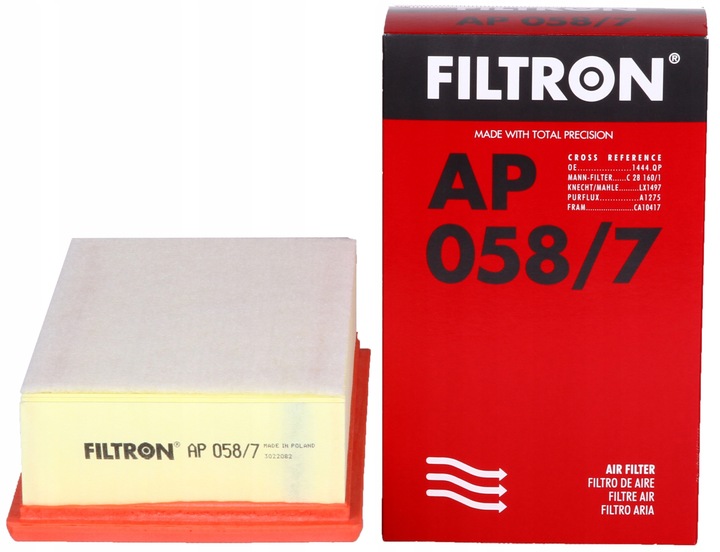 FILTRON®
MADE WITH TOTAL PRECISION
AP
058/7
CROSS REFERENCE
OE....................1444.QP
MANN-FILTER.....C 28 160/1
KNECHT/MAHLE........LX1497
PURFLUX..............A1275
FRAM.................CA10417
AIR FILTER
FILTRO DE AIRE
FILTRE AIR
FILTRO ARIA
FILTRON® AP 058/7 MADE IN POLAND
3022082